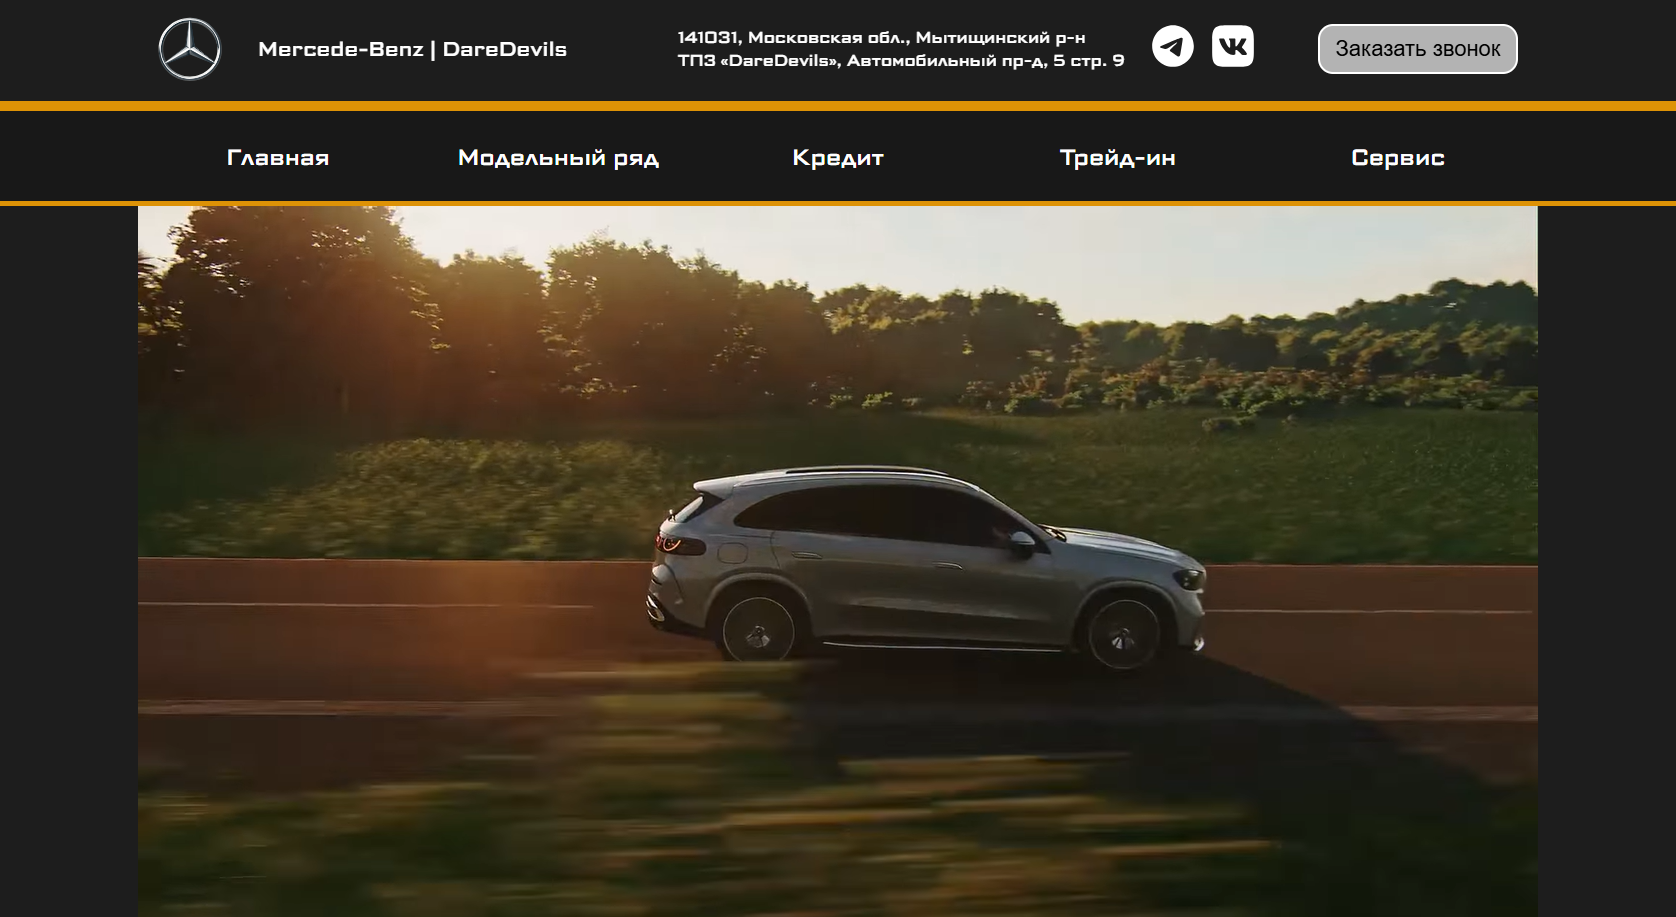 Mercede-Benz | DareDevils
141031, Московская обл., Мытищинский р-н
ТПЗ «DareDevils», Автомобильный пр-д, 5 стр. 9
Заказать звонок
Главная
Модельный ряд
Кредит
Трейд-ин
Сервис